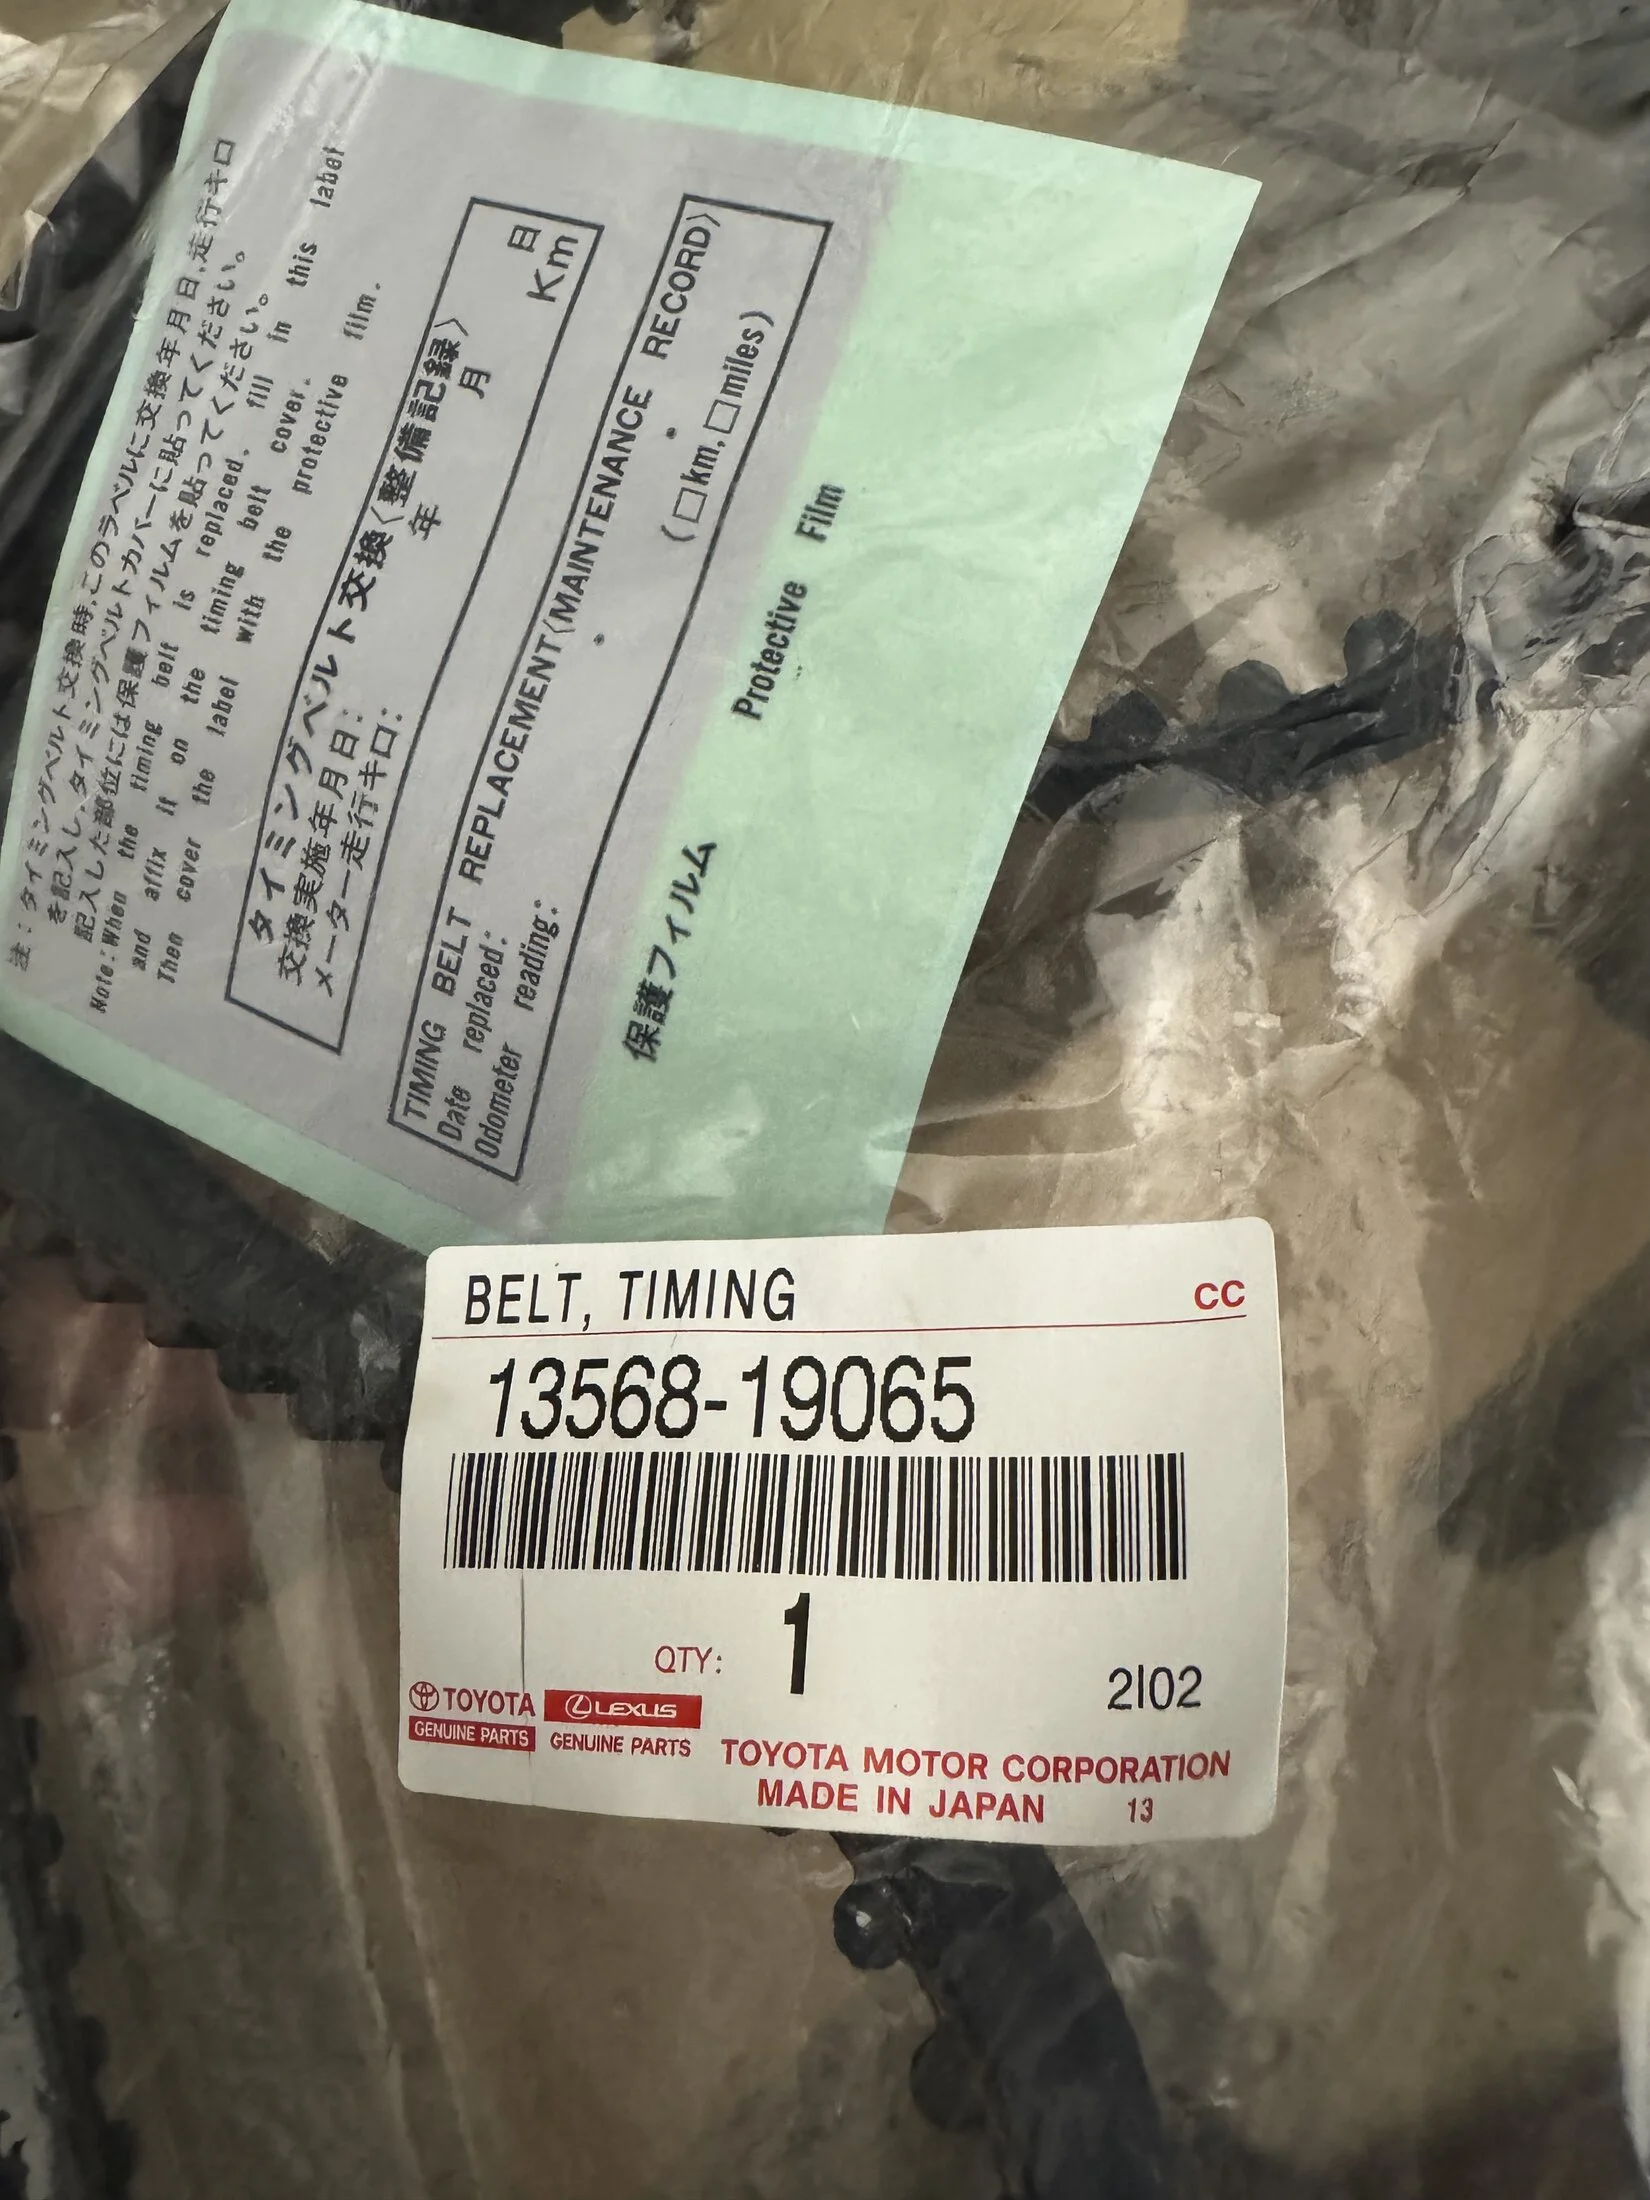 注：タイミングベルト交換時，このラベルに交換年月日，走行キロ
を記入し，タイミングベルトカバーに貼ってください。
記入した部位には保護フィルムを貼ってください。
Note：When the timing belt is replaced, fill in this label
and affix it on the timing belt cover.
Then cover the label with the protective film.
タイミングベルト交換〈整備記録〉
交換実施年月日： 年 月 日
メーター走行キロ： Km
TIMING BELT REPLACEMENT〈MAINTENANCE RECORD〉
Date replaced： ・ ・
Odometer reading： (□km, □miles)
保護フィルム Protective Film
BELT, TIMING CC
13568-19065
QTY: 1
2I02
TOYOTA LEXUS
GENUINE PARTS GENUINE PARTS
TOYOTA MOTOR CORPORATION
MADE IN JAPAN 13